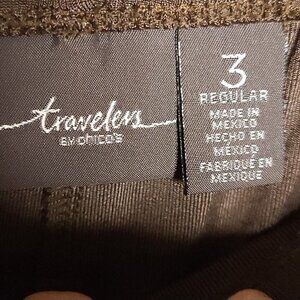 travelers
BY CHICO'S
3
REGULAR
MADE IN
MEXICO
HECHO EN
MÉXICO
FABRIQUÉ EN
MEXIQUE